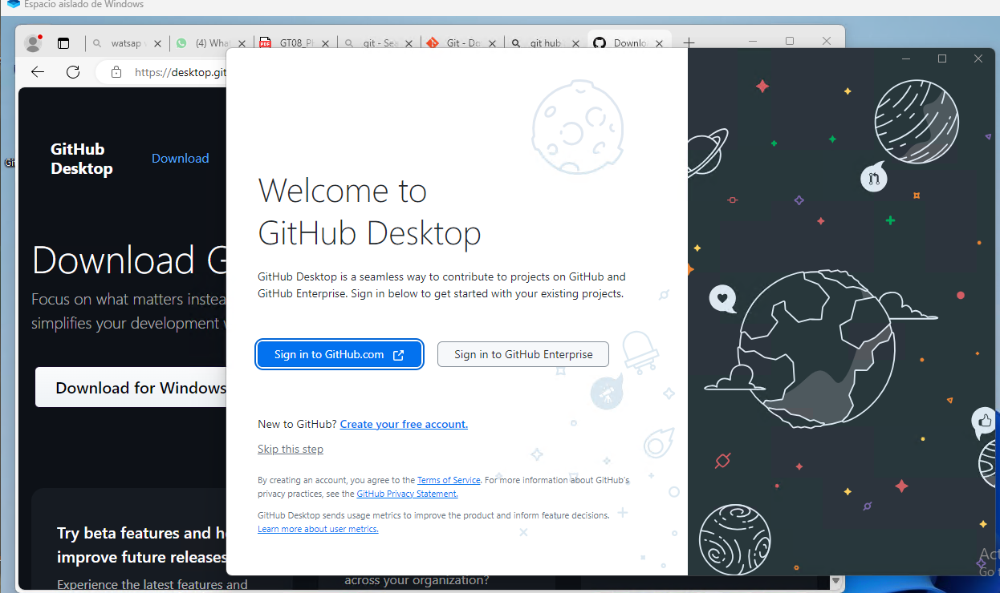 Espacio aislado de Windows
watsap
(4) Wha
GT08_P
git - Sea
Git - Do
git hub
Downlo
https://desktop.git
GitHub
Desktop
Download
Download G
Focus on what matters instea
simplifies your development
Download for Windows
Try beta features and he
improve future releases
Experience the latest features and
across your organization?
Welcome to
GitHub Desktop
GitHub Desktop is a seamless way to contribute to projects on GitHub and
GitHub Enterprise. Sign in below to get started with your existing projects.
Sign in to GitHub.com
Sign in to GitHub Enterprise
New to GitHub? Create your free account.
Skip this step
By creating an account, you agree to the Terms of Service. For more information about GitHub's
privacy practices, see the GitHub Privacy Statement.
GitHub Desktop sends usage metrics to improve the product and inform feature decisions.
Learn more about user metrics.
Act
Go t